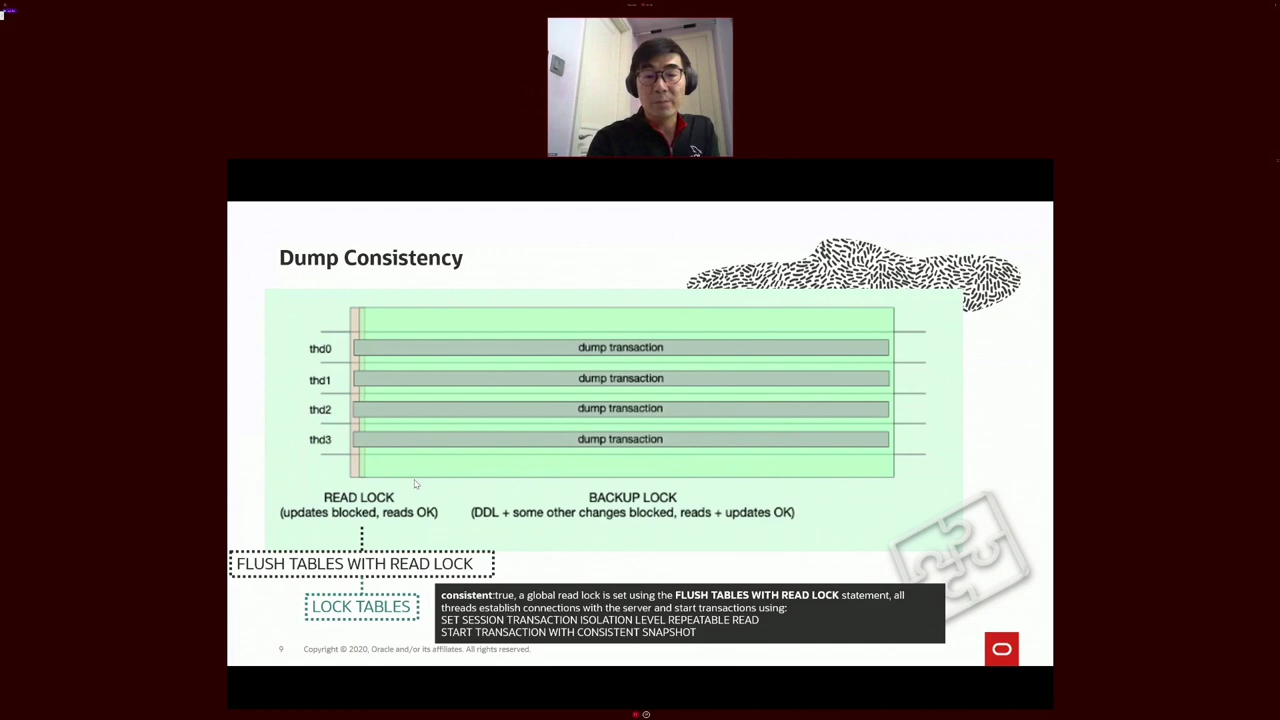 Dump Consistency
thd0
dump transaction
thd1
dump transaction
thd2
dump transaction
thd3
dump transaction
READ LOCK
(updates blocked, reads OK)
BACKUP LOCK
(DDL + some other changes blocked, reads + updates OK)
FLUSH TABLES WITH READ LOCK
LOCK TABLES
consistent:true, a global read lock is set using the FLUSH TABLES WITH READ LOCK statement, all
threads establish connections with the server and start transactions using:
SET SESSION TRANSACTION ISOLATION LEVEL REPEATABLE READ
START TRANSACTION WITH CONSISTENT SNAPSHOT
9 Copyright © 2020, Oracle and/or its affiliates. All rights reserved.